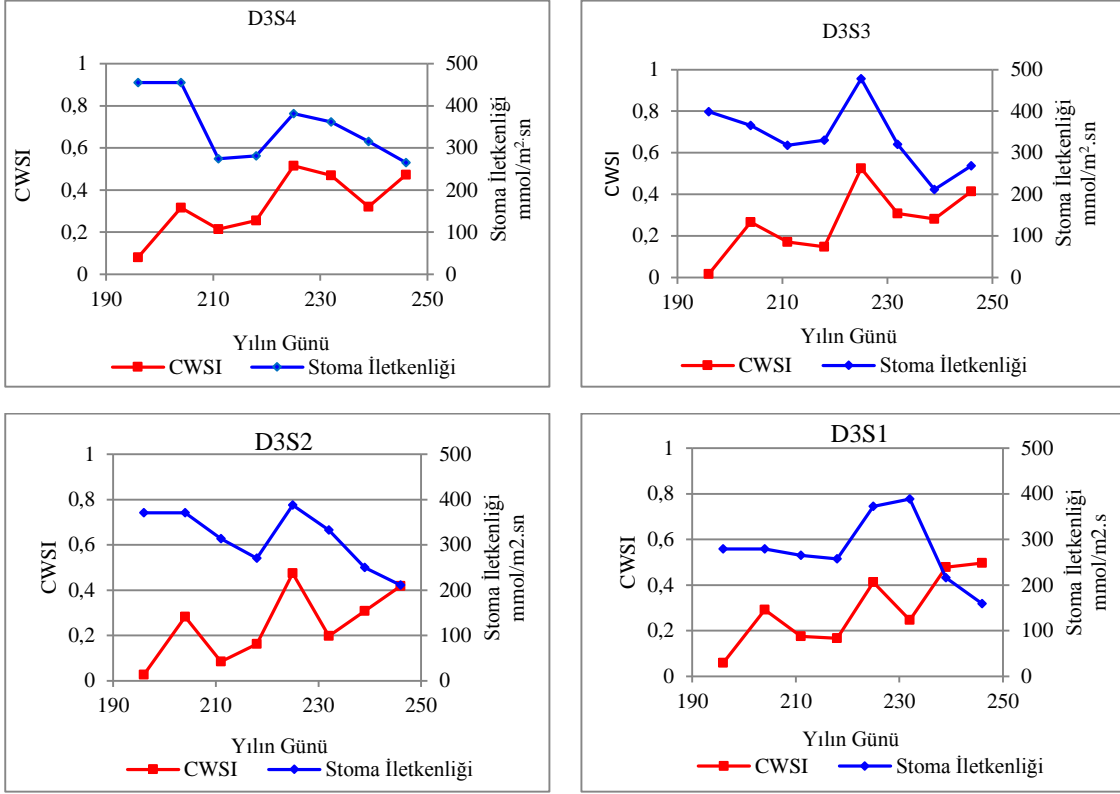 D3S4
1
0,8
0,6
0,4
0,2
0
CWSI
500
400
300
200
100
0
Stoma İletkenliği
mmol/m²·sn
190
210
230
250
Yılın Günü
CWSI
Stoma İletkenliği
D3S3
1
0,8
0,6
0,4
0,2
0
CWSI
500
400
300
200
100
0
Stoma İletkenliği
mmol/m².sn
190
210
230
250
Yılın Günü
CWSI
Stoma İletkenliği
D3S2
1
0,8
0,6
0,4
0,2
0
CWSI
500
400
300
200
100
0
Stoma İletkenliği
mmol/m2.sn
190
210
230
250
Yılın Günü
CWSI
Stoma İletkenliği
D3S1
1
0,8
0,6
0,4
0,2
0
CWSI
500
400
300
200
100
0
Stoma İletkenliği
mmol/m2.s
190
210
230
250
Yılın Günü
CWSI
Stoma İletkenliği